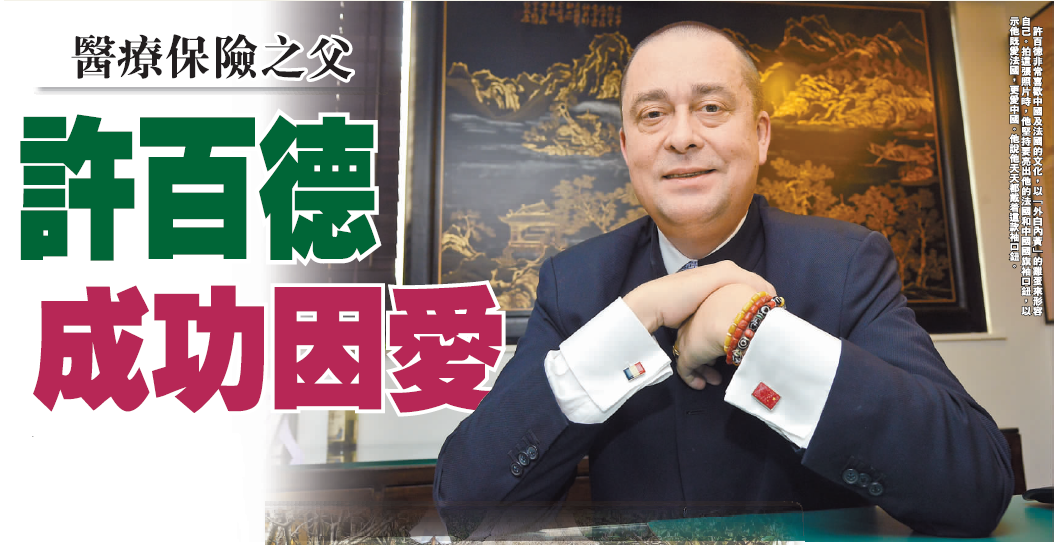 醫療保險之父
許百德
成功因愛
許百德非常喜歡中國及法國的文化，以「外白內黃」的雞蛋來形容
自己。拍這張照片時，他堅持要亮出他的法國和中國國旗袖口鈕，以
示他既愛法國，更愛中國。他說他天天都戴着這款袖口鈕。